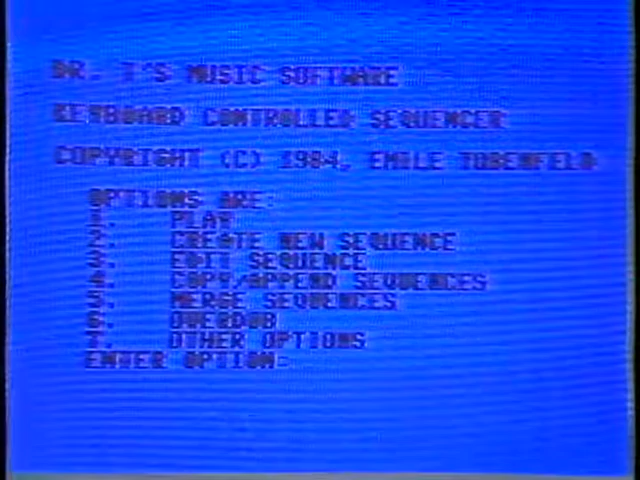 DR. T'S MUSIC SOFTWARE
KEYBOARD CONTROLLED SEQUENCER
COPYRIGHT (C) 1984, EMILE TOBENFELD
OPTIONS ARE:
1. PLAY
2. CREATE NEW SEQUENCE
3. EDIT SEQUENCE
4. COPY/APPEND SEQUENCES
5. MERGE SEQUENCES
6. OVERDUB
7. OTHER OPTIONS
ENTER OPTION: